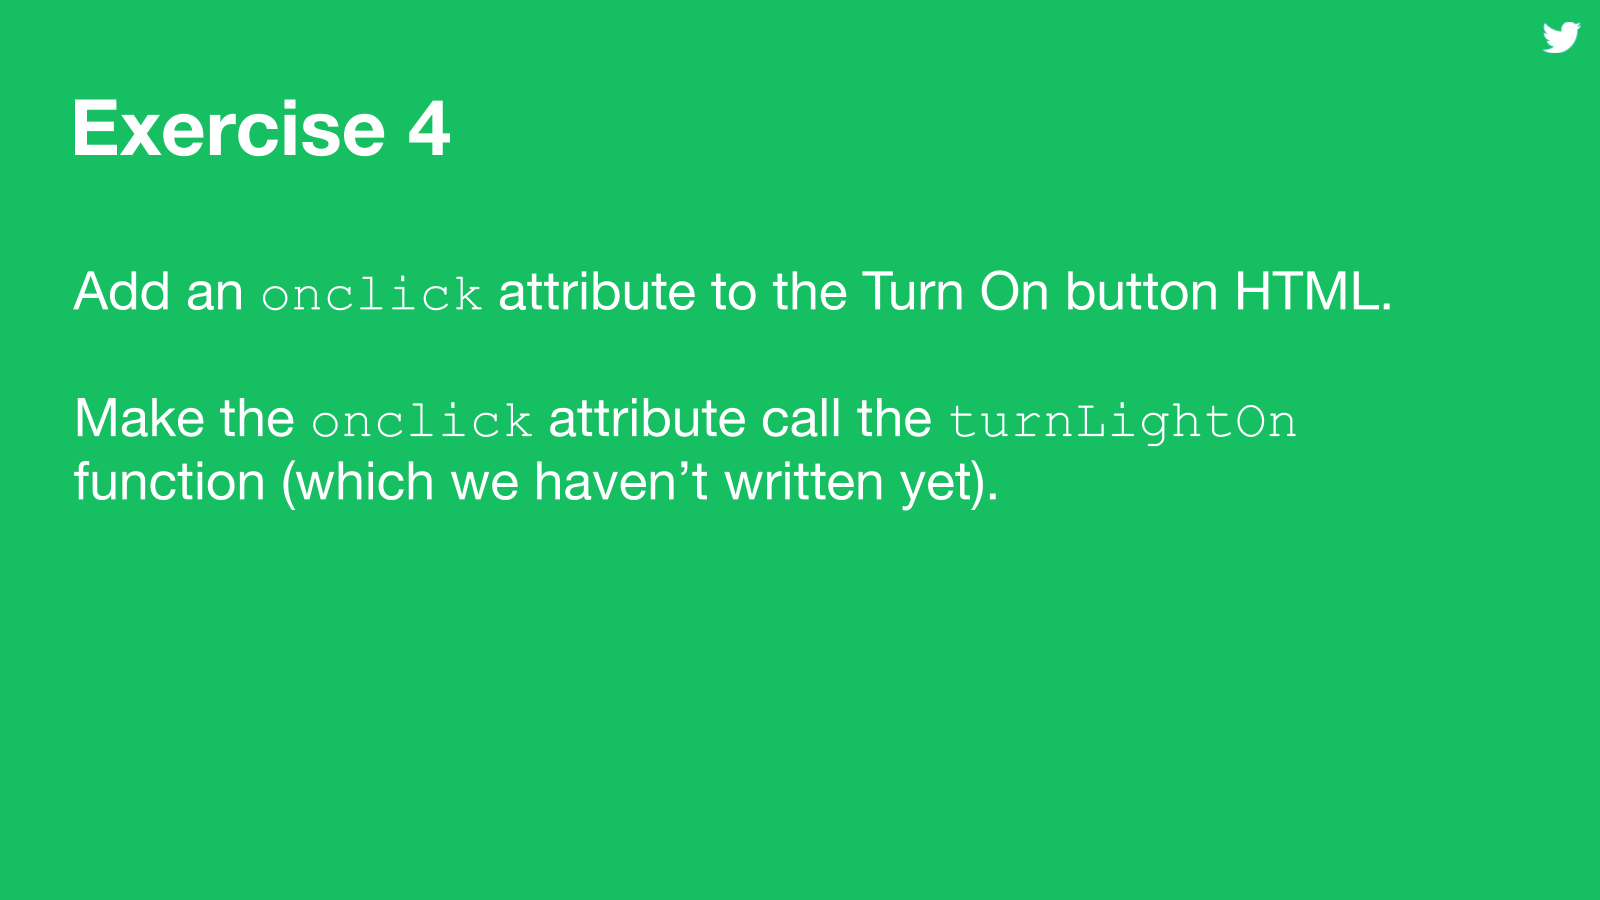 Exercise 4
Add an onclick attribute to the Turn On button HTML.
Make the onclick attribute call the turnLightOn
function (which we haven’t written yet).